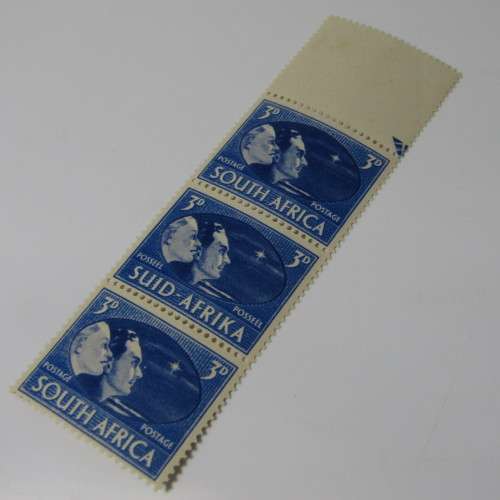 3D 3D
POSTAGE POSTAGE
SOUTH AFRICA
3D 3D
POSSEEL POSSEEL
SUID-AFRIKA
3D 3D
POSTAGE POSTAGE
SOUTH AFRICA